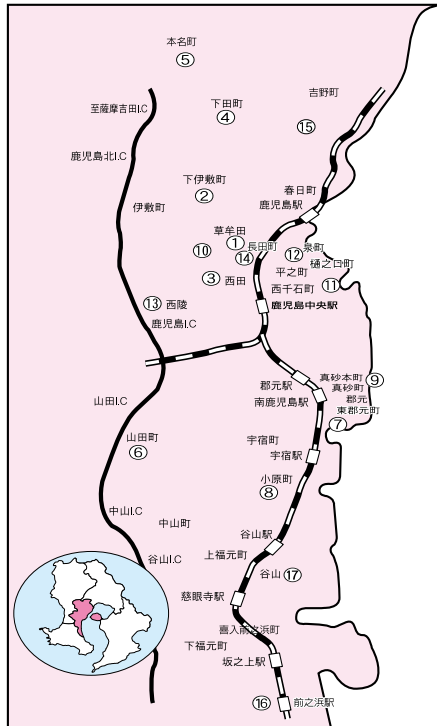 本名町
⑤
至薩摩吉田I.C
下田町
④
吉野町
⑮
鹿児島北I.C
下伊敷町
②
伊敷町
春日町
鹿児島駅
草牟田
①
長田町
⑭
⑩
⑫
泉町
樋之口町
⑪
平之町
③
西田
西千石町
⑬
西陵
鹿児島中央駅
鹿児島I.C
郡元駅
真砂本町
⑨
真砂町
南鹿児島駅
郡元
東郡元町
⑦
山田I.C
山田町
⑥
宇宿町
宇宿駅
小原町
⑧
中山I.C
中山町
谷山駅
谷山I.C
上福元町
谷山
⑰
慈眼寺駅
喜入前之浜町
下福元町
坂之上駅
⑯
前之浜駅